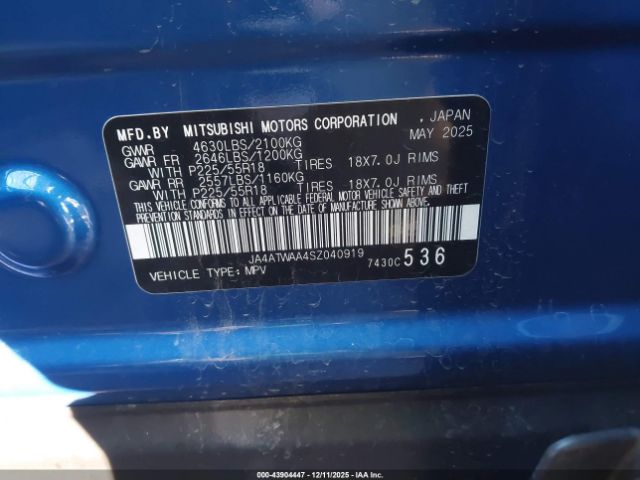 MFD.BY MITSUBISHI MOTORS CORPORATION , JAPAN
GVWR 4630LBS/2100KG MAY 2025
GAWR FR 2646LBS/1200KG
WITH P225/55R18 TIRES 18X7.0J RIMS
GAWR RR 2557LBS/1160KG
WITH P225/55R18 TIRES 18X7.0J RIMS
THIS VEHICLE CONFORMS TO ALL APPLICABLE FEDERAL MOTOR VEHICLE SAFETY AND THEFT
PREVENTION STANDARDS IN EFFECT ON THE DATE OF MANUFACTURE SHOWN ABOVE.
JA4ATWAA4SZ040919
VEHICLE TYPE:MPV 7430C 536
000-43904447 - 12/11/2025 - IAAI.com